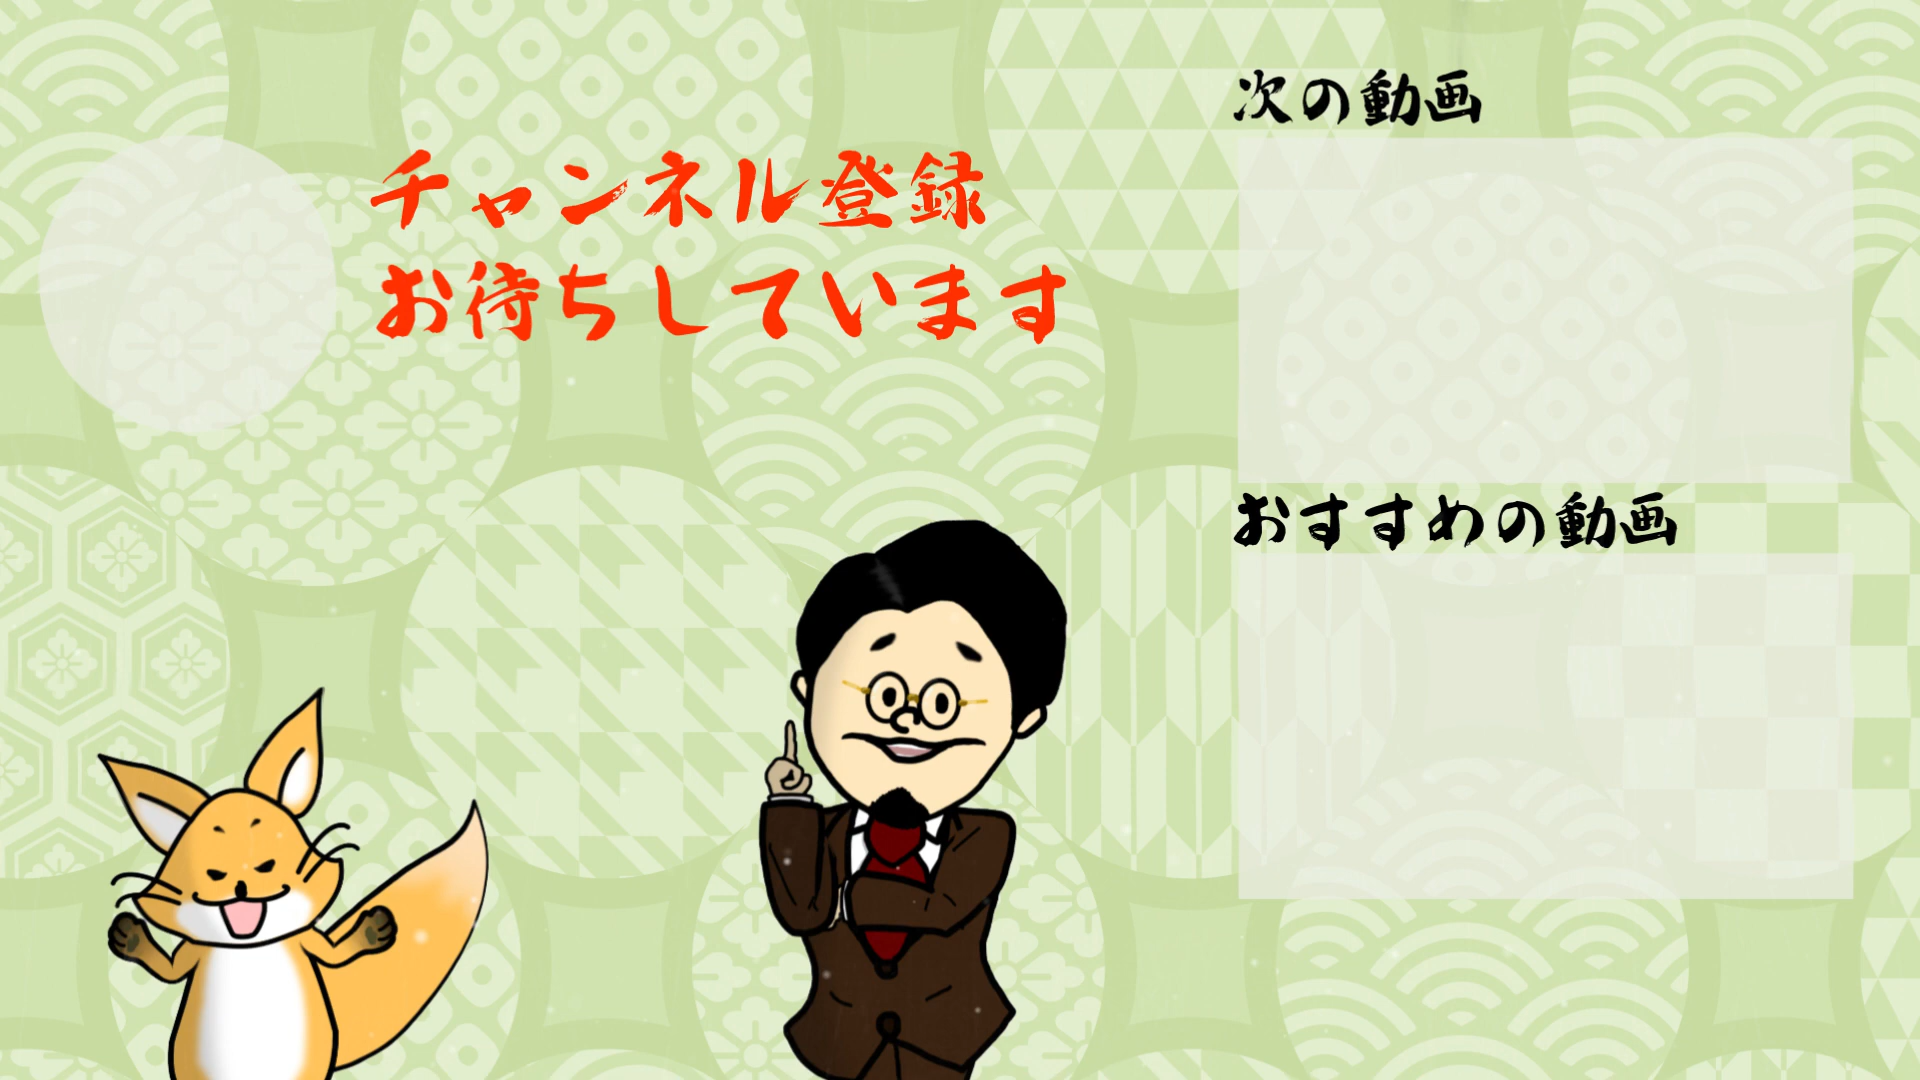 チャンネル登録
お待ちしています
次の動画
おすすめの動画